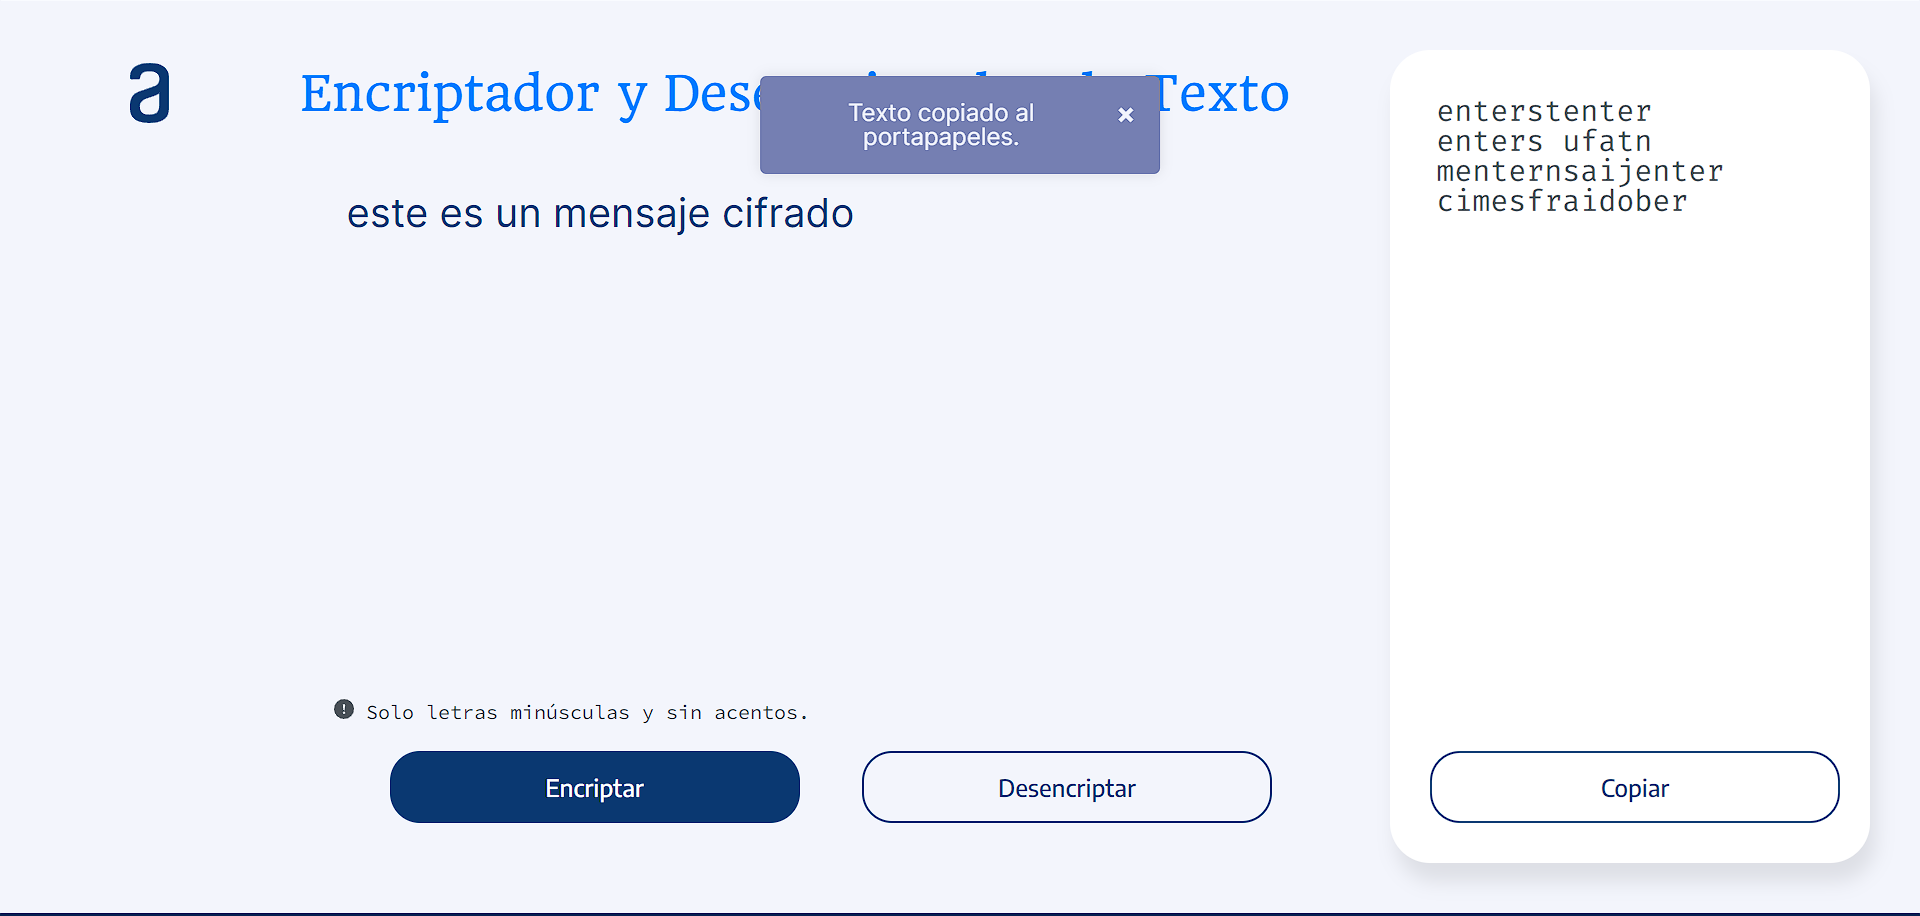 a
Encriptador y Dese
Texto
Texto copiado al
portapapeles.
×
este es un mensaje cifrado
Solo letras minúsculas y sin acentos.
Encriptar
Desencriptar
enterstenter
enters ufatn
menternsaijenter
cimesfraidober
Copiar